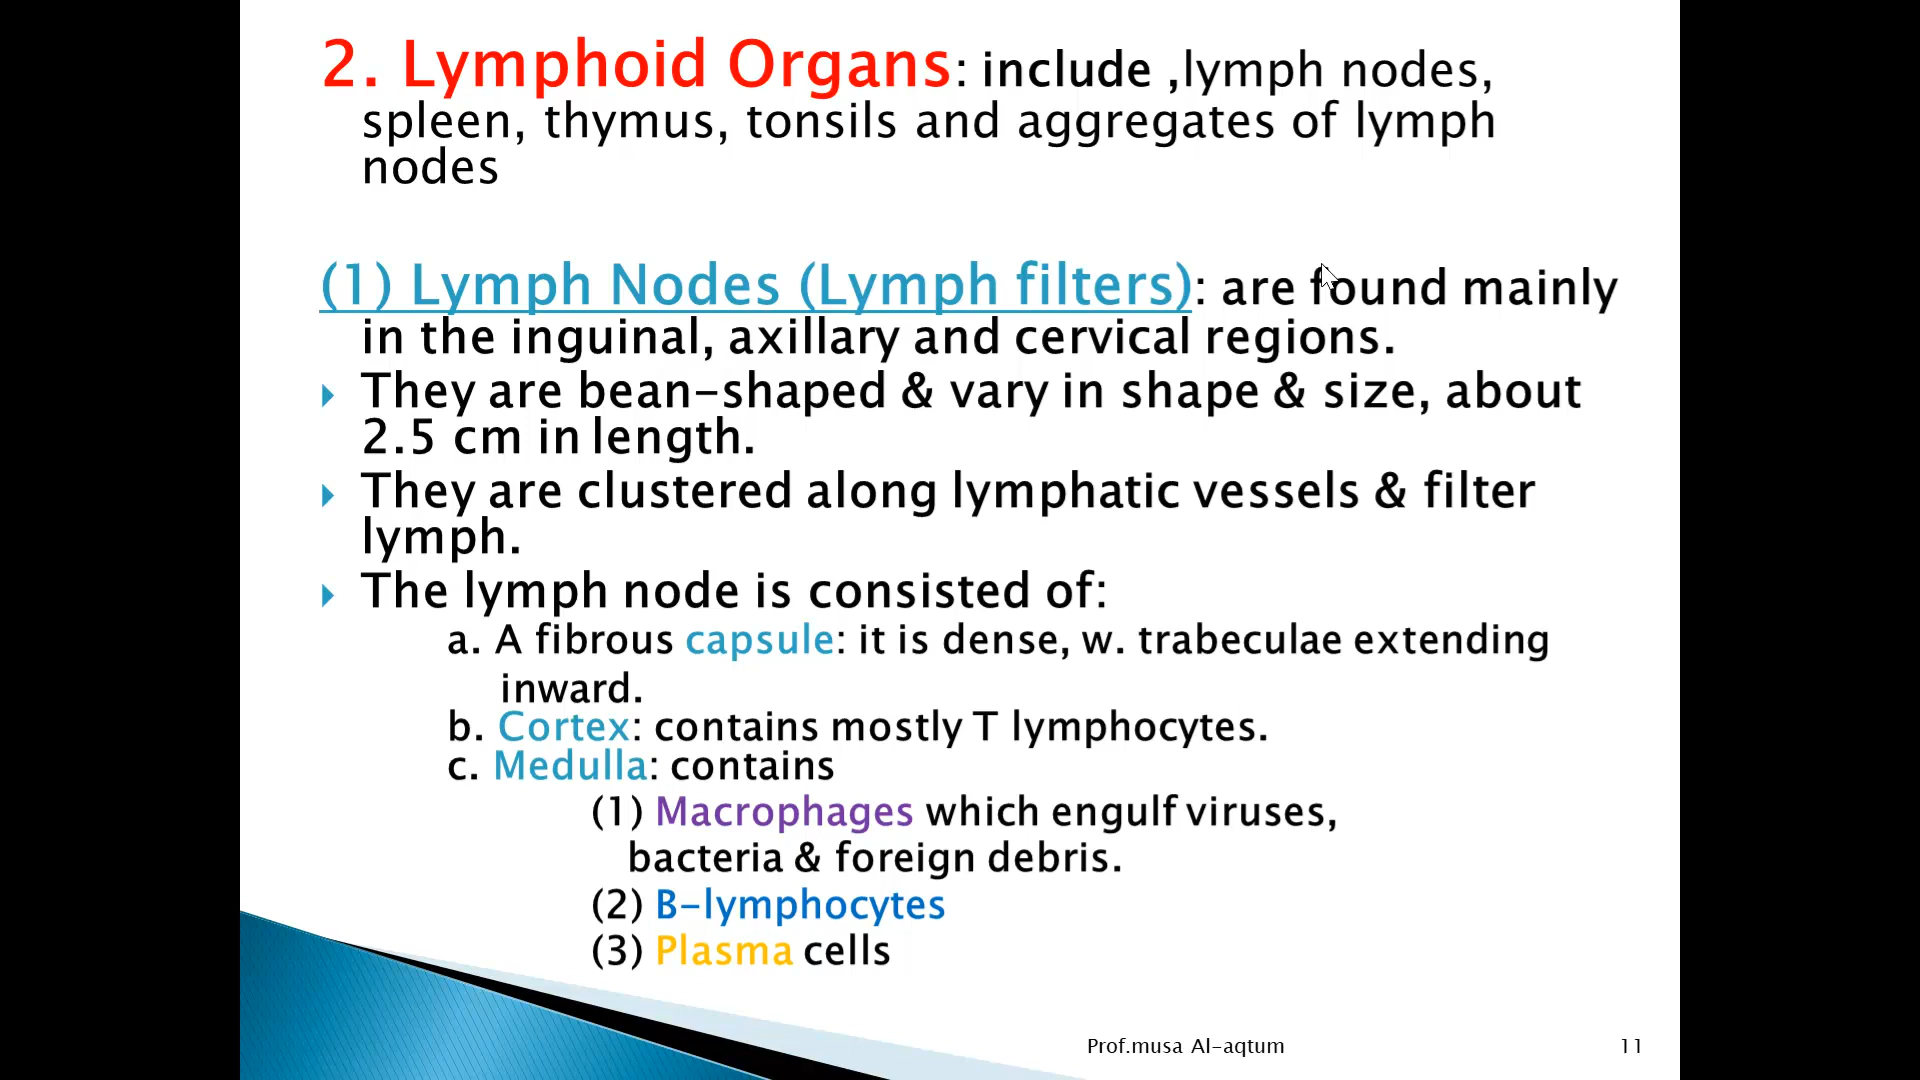 2. Lymphoid Organs: include ,lymph nodes,
spleen, thymus, tonsils and aggregates of lymph
nodes
(1) Lymph Nodes (Lymph filters): are found mainly
in the inguinal, axillary and cervical regions.
They are bean-shaped & vary in shape & size, about
2.5 cm in length.
They are clustered along lymphatic vessels & filter
lymph.
The lymph node is consisted of:
a. A fibrous capsule: it is dense, w. trabeculae extending
inward.
b. Cortex: contains mostly T lymphocytes.
c. Medulla: contains
(1) Macrophages which engulf viruses,
bacteria & foreign debris.
(2) B-lymphocytes
(3) Plasma cells
Prof.musa Al-aqtum 11